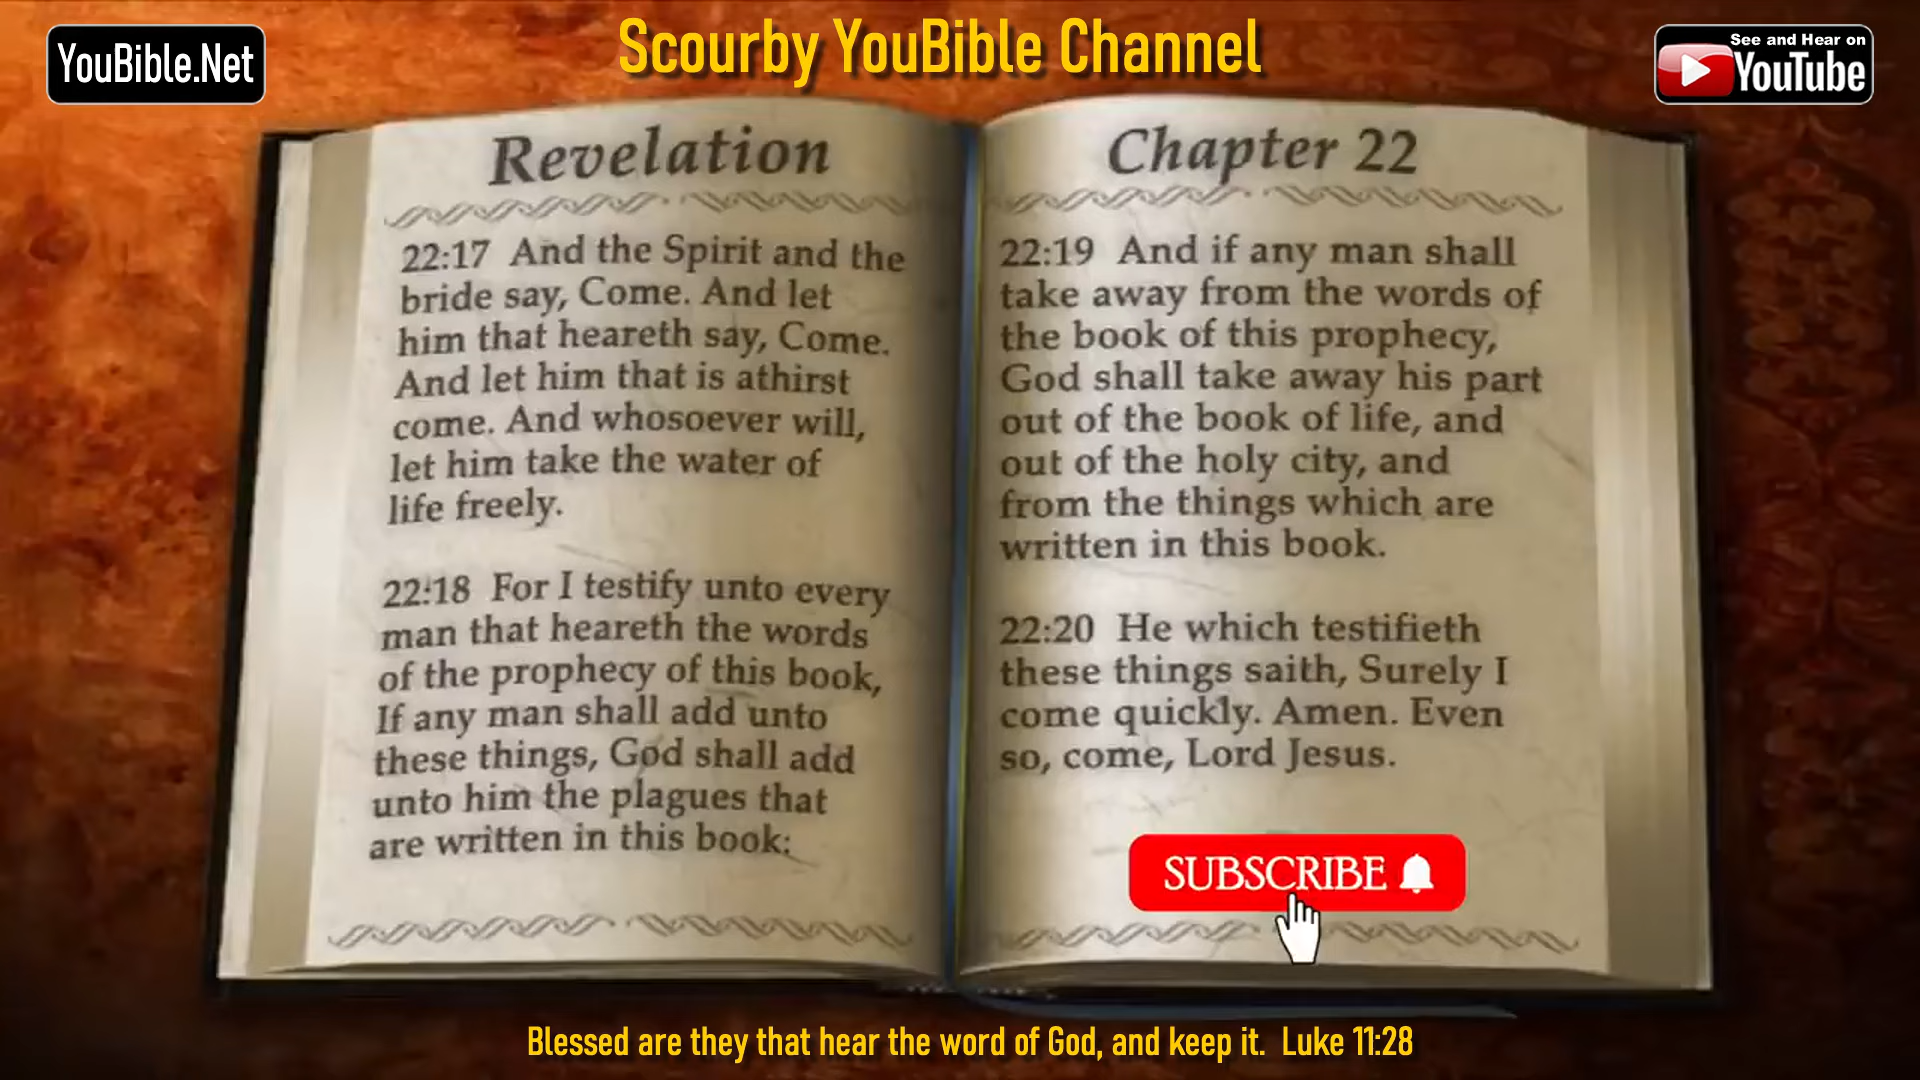 YouBible.Net
Scourby YouBible Channel
See and Hear on
YouTube
Revelation
22:17 And the Spirit and the
bride say, Come. And let
him that heareth say, Come.
And let him that is athirst
come. And whosoever will,
let him take the water of
life freely.
22:18 For I testify unto every
man that heareth the words
of the prophecy of this book,
If any man shall add unto
these things, God shall add
unto him the plagues that
are written in this book:
Chapter 22
22:19 And if any man shall
take away from the words of
the book of this prophecy,
God shall take away his part
out of the book of life, and
out of the holy city, and
from the things which are
written in this book.
22:20 He which testifieth
these things saith, Surely I
come quickly. Amen. Even
so, come, Lord Jesus.
SUBSCRIBE
Blessed are they that hear the word of God, and keep it. Luke 11:28